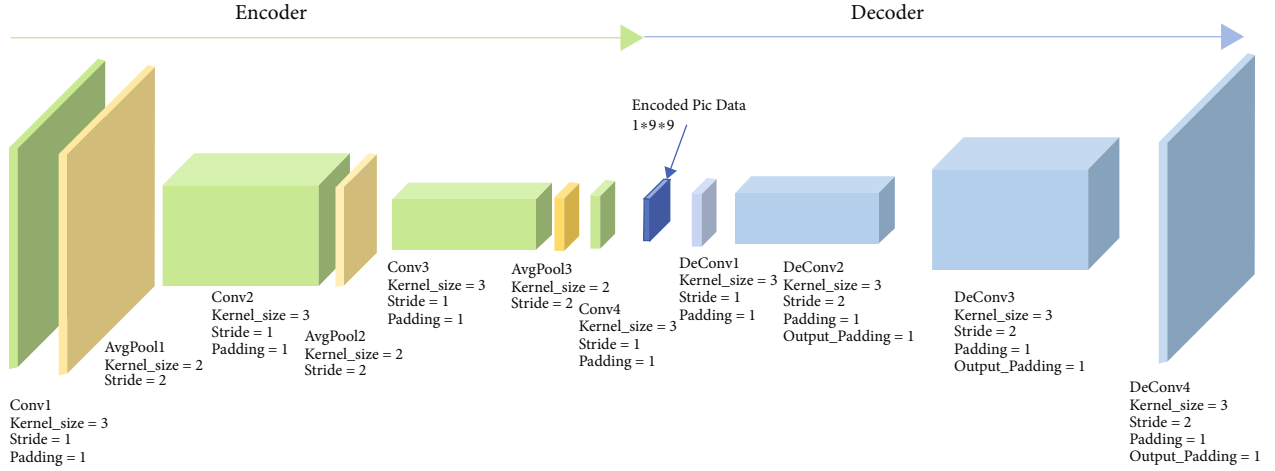 Encoder
Decoder
Encoded Pic Data
1*9*9
Conv1
Kernel_size = 3
Stride = 1
Padding = 1
AvgPool1
Kernel_size = 2
Stride = 2
Conv2
Kernel_size = 3
Stride = 1
Padding = 1
AvgPool2
Kernel_size = 2
Stride = 2
Conv3
Kernel_size = 3
Stride = 1
Padding = 1
AvgPool3
Kernel_size = 2
Stride = 2
Conv4
Kernel_size = 3
Stride = 1
Padding = 1
DeConv1
Kernel_size = 3
Stride = 1
Padding = 1
DeConv2
Kernel_size = 3
Stride = 2
Padding = 1
Output_Padding = 1
DeConv3
Kernel_size = 3
Stride = 2
Padding = 1
Output_Padding = 1
DeConv4
Kernel_size = 3
Stride = 2
Padding = 1
Output_Padding = 1